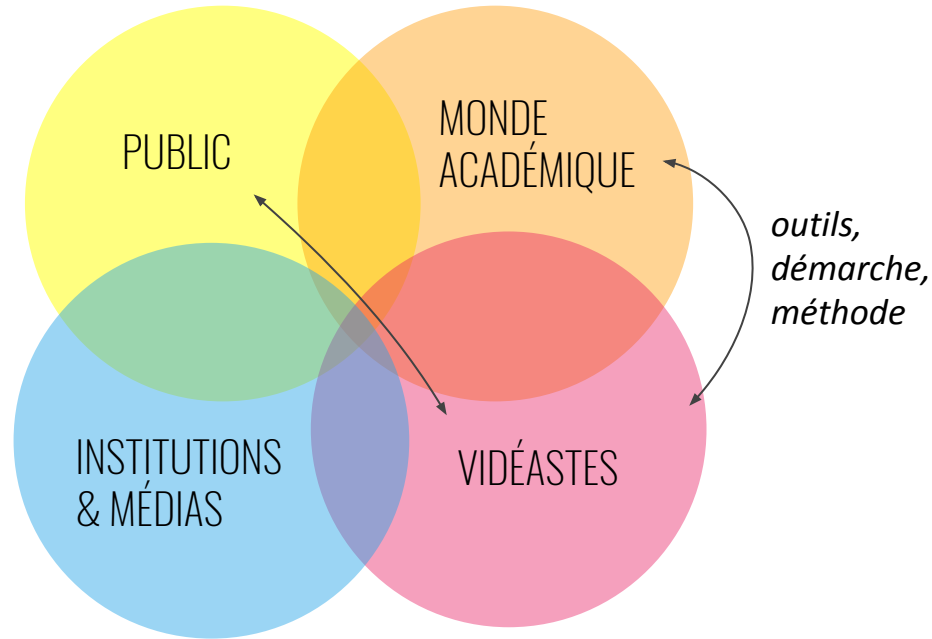 PUBLIC
MONDE
ACADÉMIQUE
outils,
démarche,
méthode
INSTITUTIONS
& MÉDIAS
VIDÉASTES